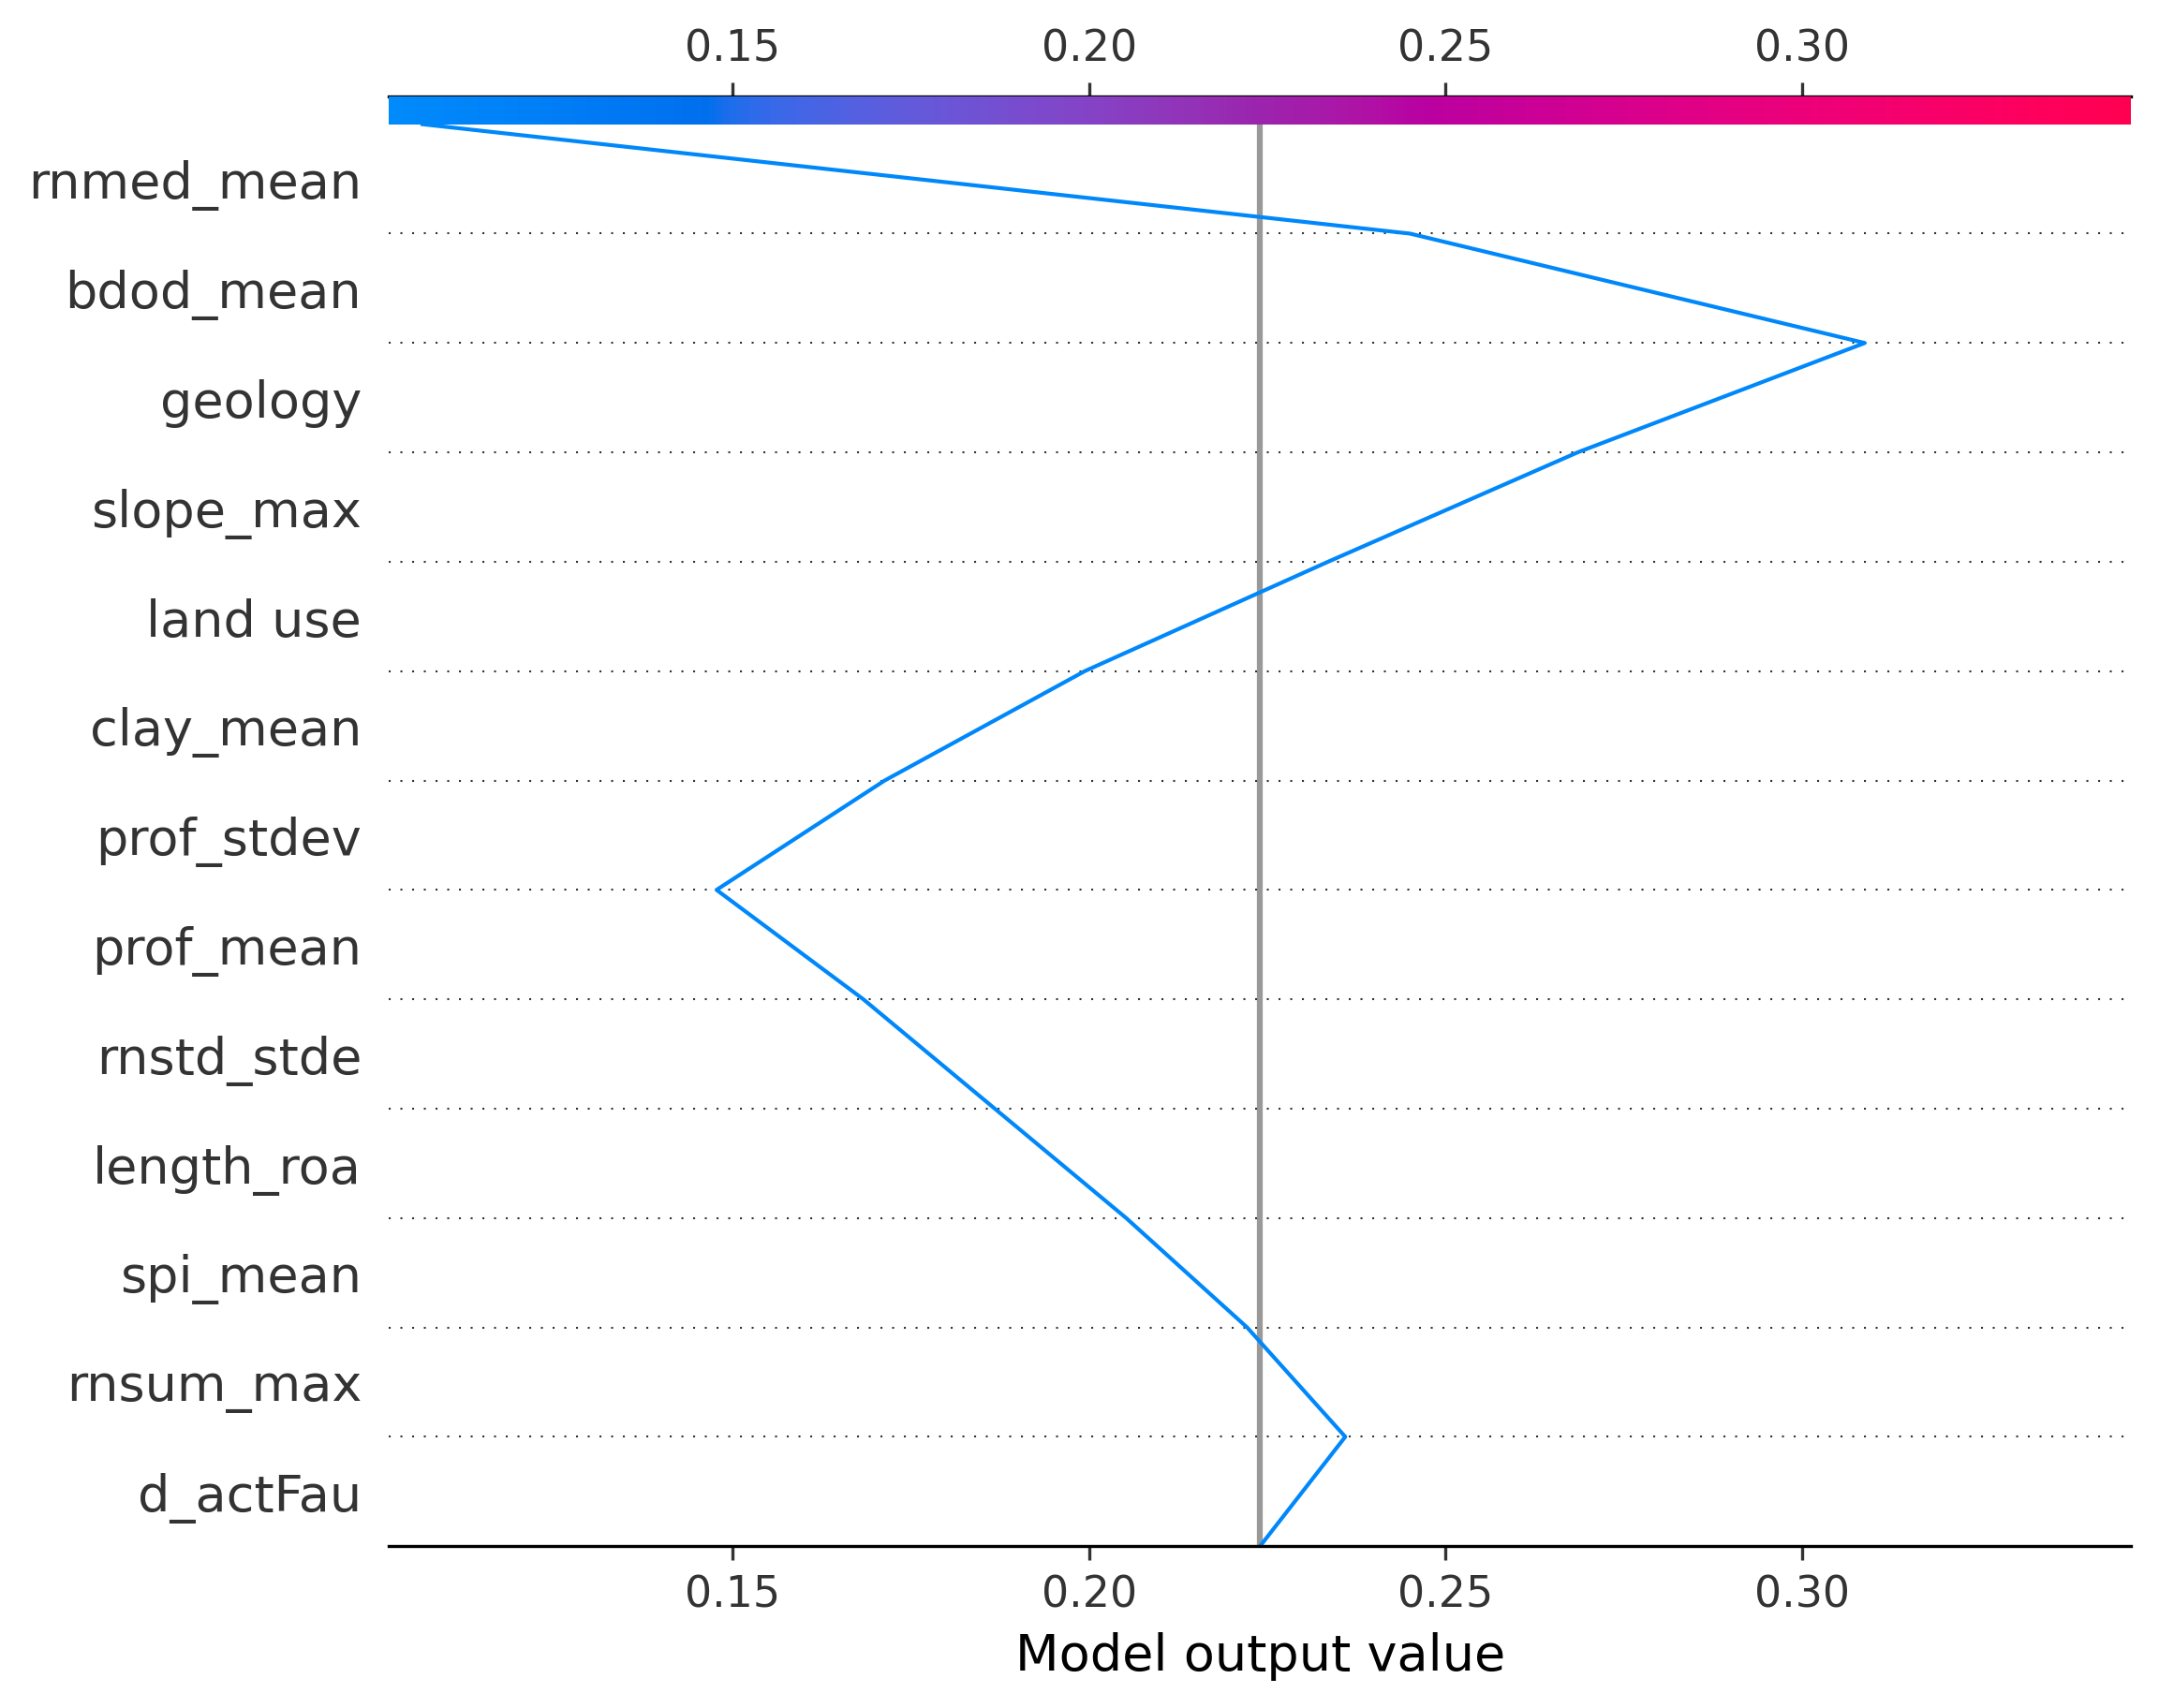 0.15 0.20 0.25 0.30
rnmed_mean
bdod_mean
geology
slope_max
land use
clay_mean
prof_stdev
prof_mean
rnstd_stde
length_roa
spi_mean
rnsum_max
d_actFau
0.15 0.20 0.25 0.30
Model output value